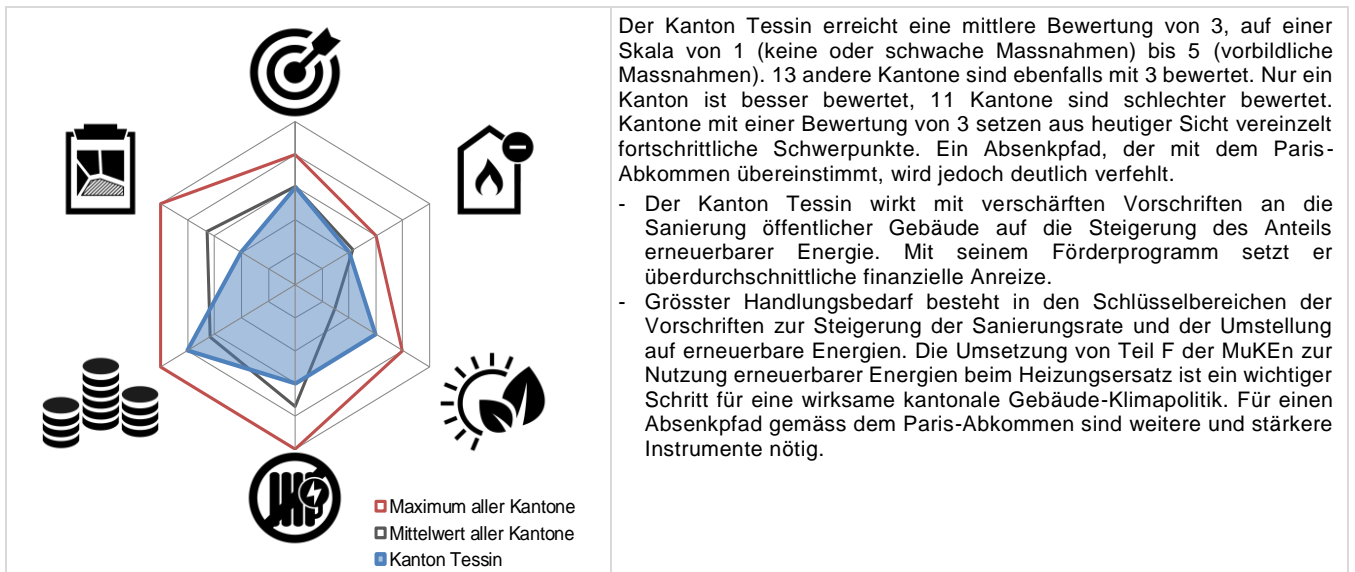 Der Kanton Tessin erreicht eine mittlere Bewertung von 3, auf einer
Skala von 1 (keine oder schwache Massnahmen) bis 5 (vorbildliche
Massnahmen). 13 andere Kantone sind ebenfalls mit 3 bewertet. Nur ein
Kanton ist besser bewertet, 11 Kantone sind schlechter bewertet.
Kantone mit einer Bewertung von 3 setzen aus heutiger Sicht vereinzelt
fortschrittliche Schwerpunkte. Ein Absenkpfad, der mit dem Paris-
Abkommen übereinstimmt, wird jedoch deutlich verfehlt.
- Der Kanton Tessin wirkt mit verschärften Vorschriften an die
Sanierung öffentlicher Gebäude auf die Steigerung des Anteils
erneuerbarer Energie. Mit seinem Förderprogramm setzt er
überdurchschnittliche finanzielle Anreize.
- Grösster Handlungsbedarf besteht in den Schlüsselbereichen der
Vorschriften zur Steigerung der Sanierungsrate und der Umstellung
auf erneuerbare Energien. Die Umsetzung von Teil F der MuKEn zur
Nutzung erneuerbarer Energien beim Heizungsersatz ist ein wichtiger
Schritt für eine wirksame kantonale Gebäude-Klimapolitik. Für einen
Absenkpfad gemäss dem Paris-Abkommen sind weitere und stärkere
Instrumente nötig.
Maximum aller Kantone
Mittelwert aller Kantone
Kanton Tessin